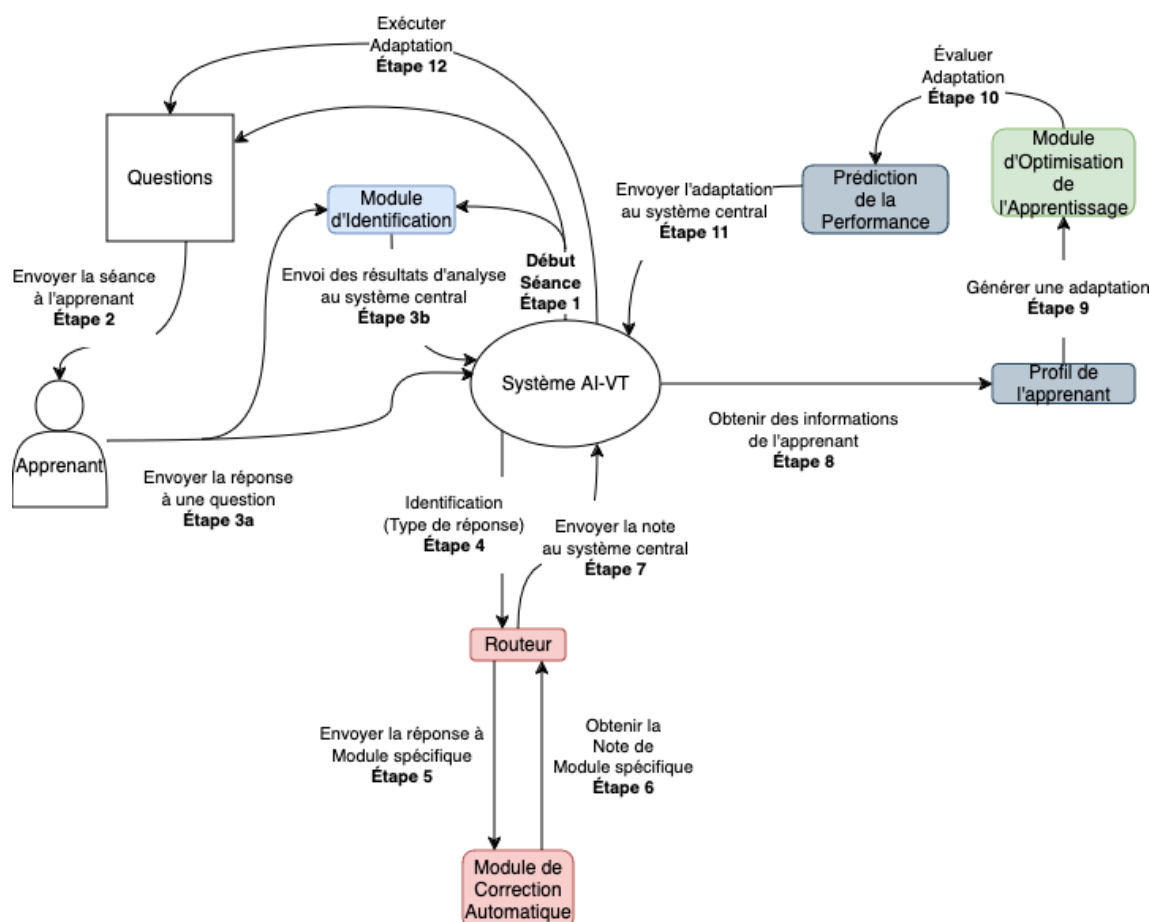 Exécuter
Adaptation
Étape 12
Évaluer
Adaptation
Étape 10
Questions
Module
d'Identification
Module
d'Optimisation
de
l'Apprentissage
Prédiction
de la
Performance
Envoyer l'adaptation
au système central
Étape 11
Envoyer la séance
à l'apprenant
Étape 2
Envoi des résultats d'analyse
au système central
Étape 3b
Début
Séance
Étape 1
Générer une adaptation
Étape 9
Système AI-VT
Profil de
l'apprenant
Obtenir des informations
de l'apprenant
Étape 8
Apprenant
Envoyer la réponse
à une question
Étape 3a
Identification
(Type de réponse)
Étape 4
Envoyer la note
au système central
Étape 7
Routeur
Envoyer la réponse à
Module spécifique
Étape 5
Obtenir la
Note de
Module spécifique
Étape 6
Module de
Correction
Automatique